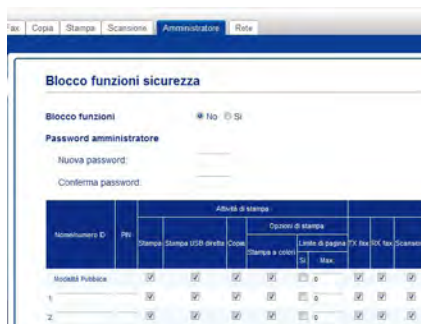 Fax Copia Stampa Scansione Amministratore Rete
Blocco funzioni sicurezza
Blocco funzioni No Sì
Password amministratore
Nuova password:
Conferma password:
Attività di stampa
Opzioni di stampa
Nome/numero ID PIN Stampa Stampa USB diretta Copia Stampa a colori Limite di pagina TX fax RX fax Scansio
Sì Max.
Modalità Pubblica 0
1. 0
2. 0